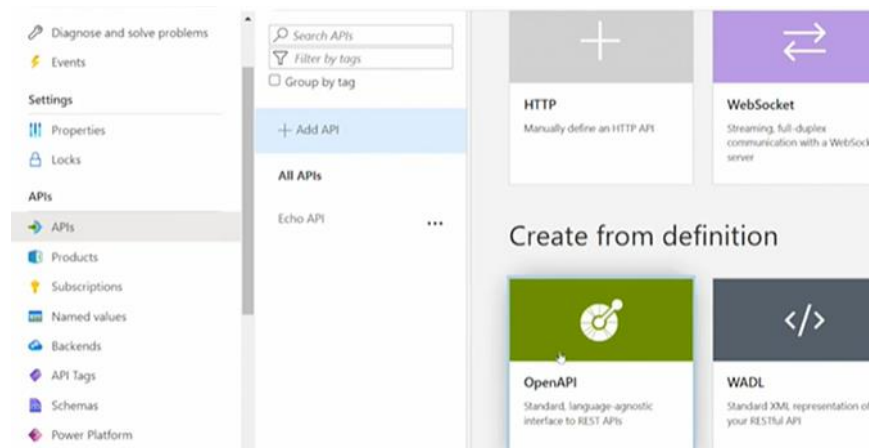 Diagnose and solve problems
Events
Settings
Properties
Locks
APIs
APIs
Products
Subscriptions
Named values
Backends
API Tags
Schemas
Power Platform
Search APIs
Filter by tags
Group by tag
+ Add API
All APIs
Echo API
...
HTTP
Manually define an HTTP API
WebSocket
Streaming, full-duplex
communication with a WebSock
server
Create from definition
OpenAPI
Standard, language-agnostic
interface to REST APIs
</>
WADL
Standard XML representation of
your RESTful API